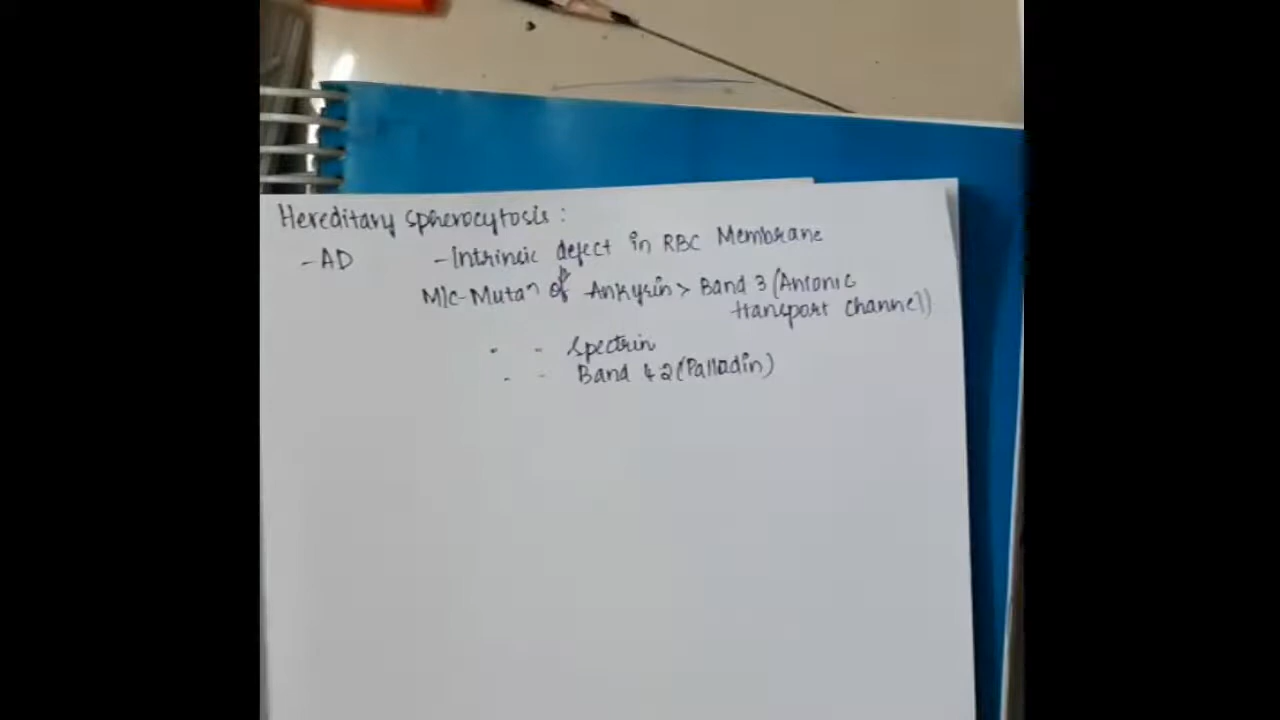 Hereditary spherocytosis :
- AD - Intrinsic defect in RBC Membrane
M/c - Mutaⁿ of Ankyrin > Band 3 (Anionic
transport channel)
" " Spectrin
" " Band 4.2 (Palladin)